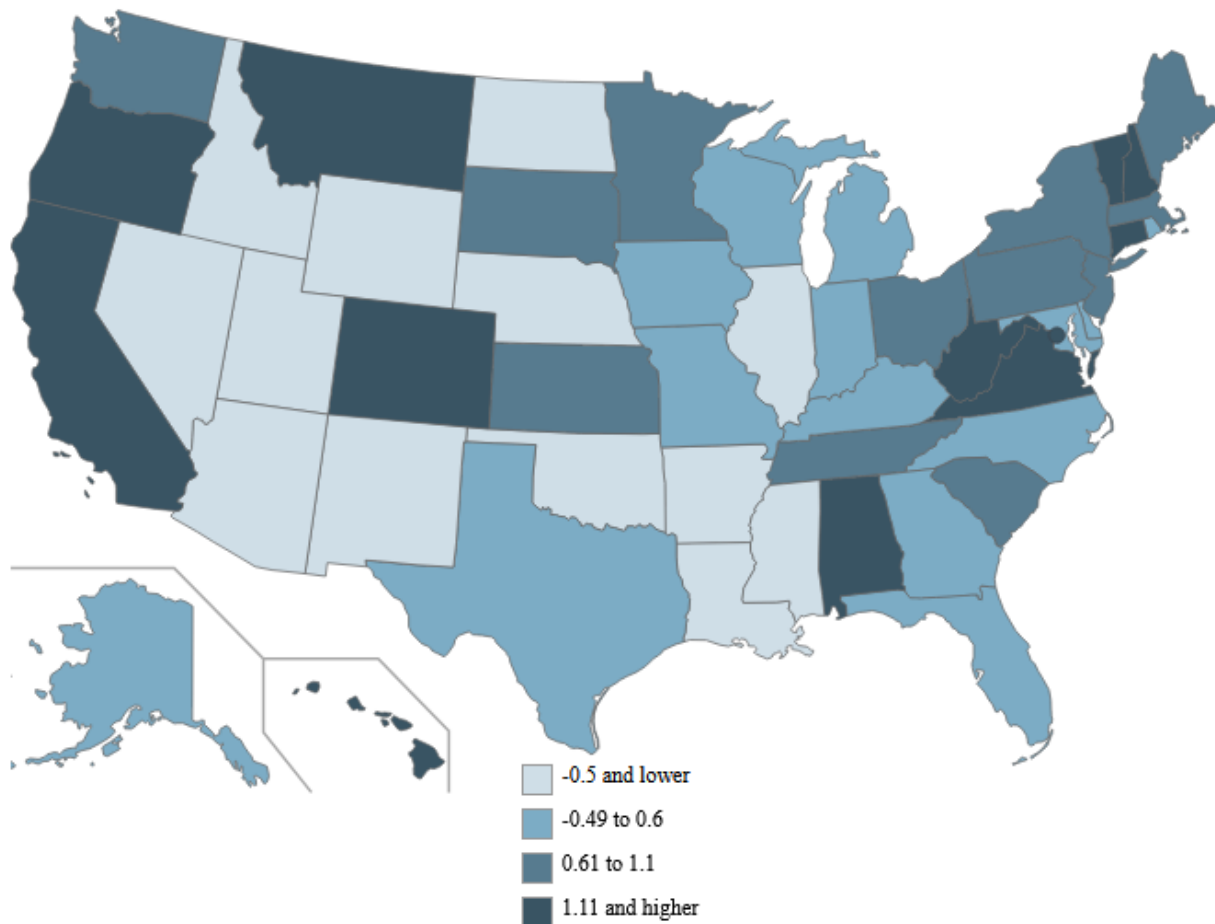 -0.5 and lower
-0.49 to 0.6
0.61 to 1.1
1.11 and higher